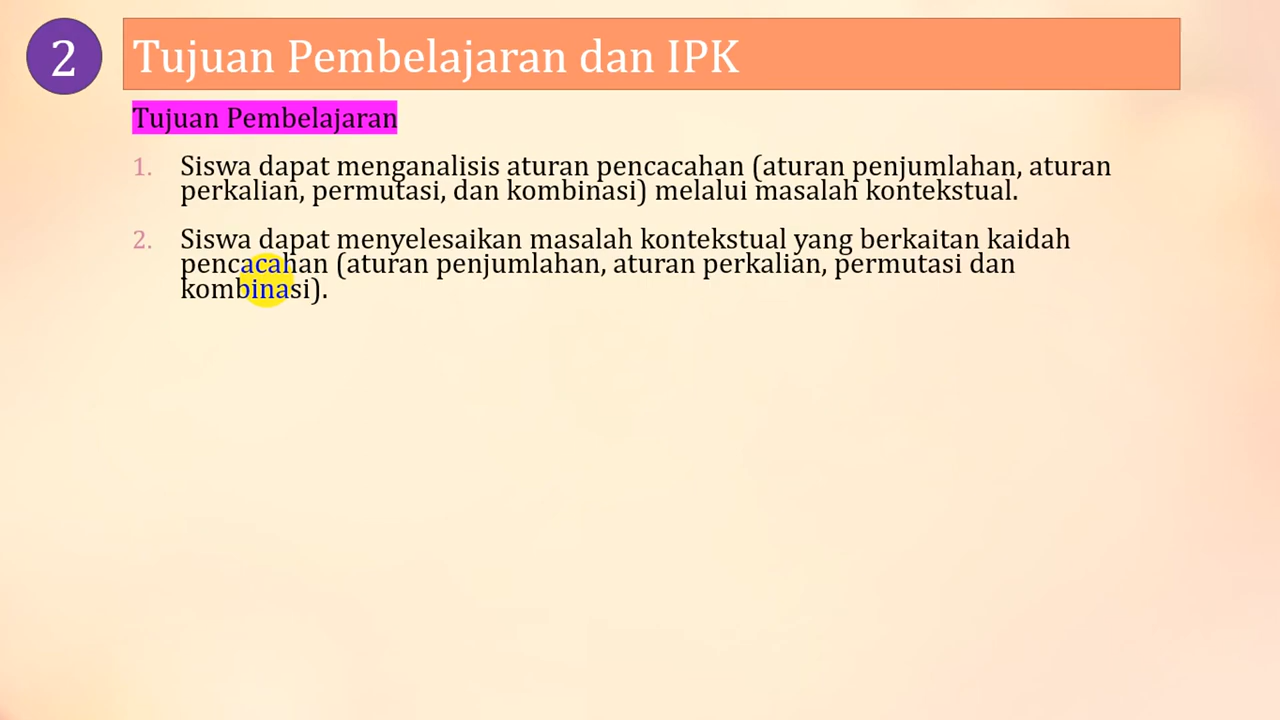 2
Tujuan Pembelajaran dan IPK
Tujuan Pembelajaran
1. Siswa dapat menganalisis aturan pencacahan (aturan penjumlahan, aturan
perkalian, permutasi, dan kombinasi) melalui masalah kontekstual.
2. Siswa dapat menyelesaikan masalah kontekstual yang berkaitan kaidah
pencacahan (aturan penjumlahan, aturan perkalian, permutasi dan
kombinasi).